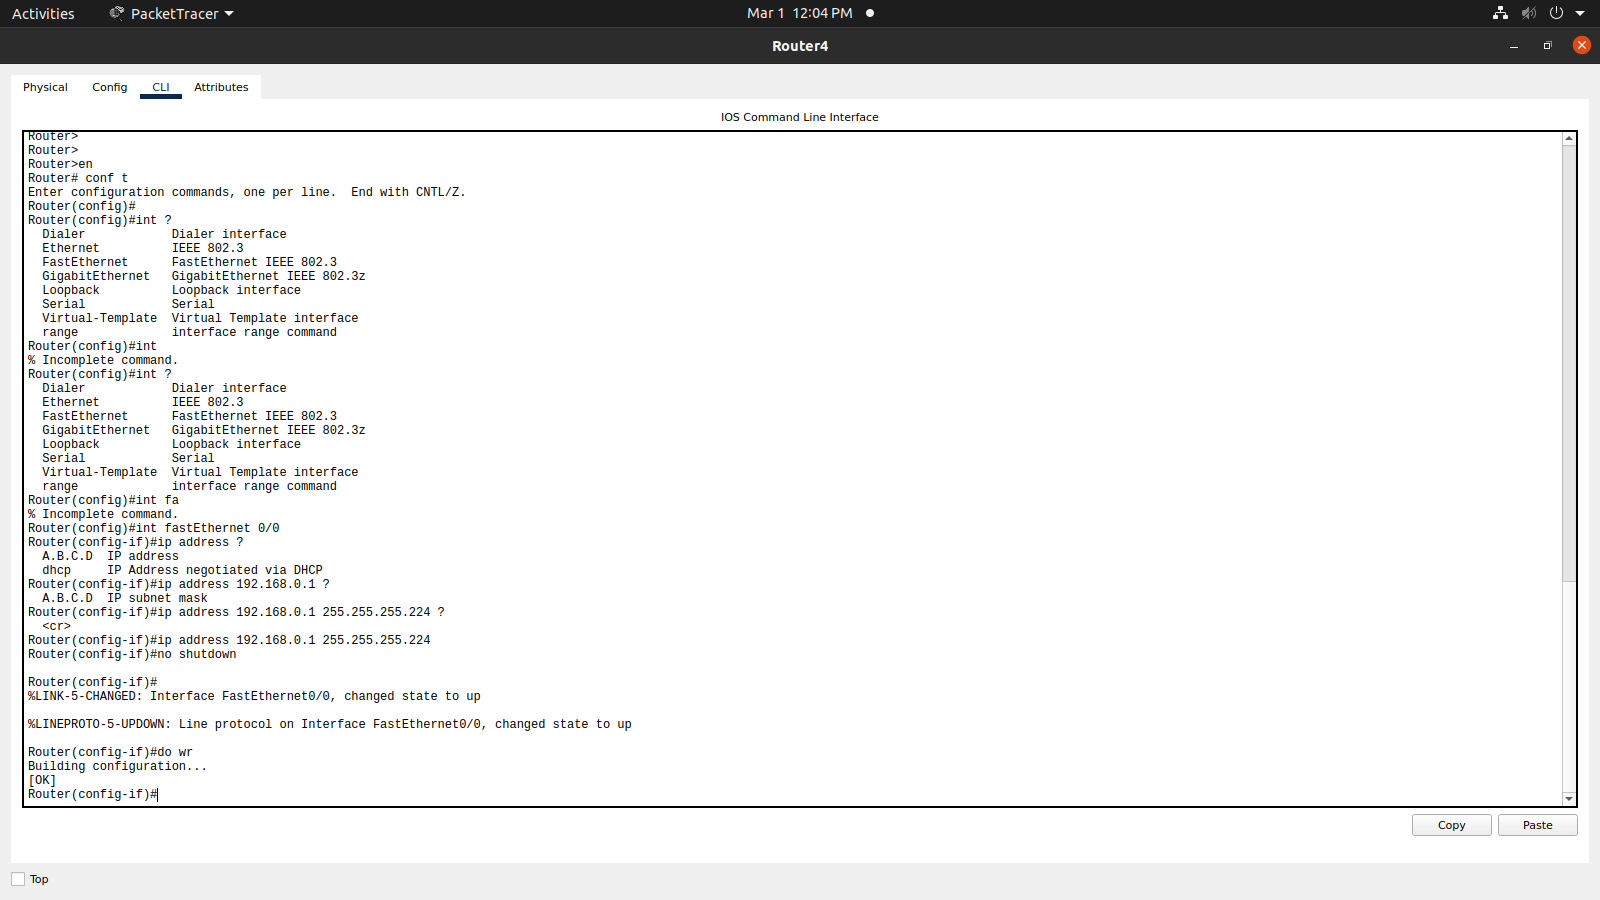 Activities PacketTracer Mar 1 12:04 PM
Router4
Physical Config CLI Attributes
IOS Command Line Interface
Router>
Router>
Router>en
Router# conf t
Enter configuration commands, one per line.  End with CNTL/Z.
Router(config)#
Router(config)#int ?
  Dialer            Dialer interface
  Ethernet          IEEE 802.3
  FastEthernet      FastEthernet IEEE 802.3
  GigabitEthernet   GigabitEthernet IEEE 802.3z
  Loopback          Loopback interface
  Serial            Serial
  Virtual-Template  Virtual Template interface
  range             interface range command
Router(config)#int
% Incomplete command.
Router(config)#int ?
  Dialer            Dialer interface
  Ethernet          IEEE 802.3
  FastEthernet      FastEthernet IEEE 802.3
  GigabitEthernet   GigabitEthernet IEEE 802.3z
  Loopback          Loopback interface
  Serial            Serial
  Virtual-Template  Virtual Template interface
  range             interface range command
Router(config)#int fa
% Incomplete command.
Router(config)#int fastEthernet 0/0
Router(config-if)#ip address ?
  A.B.C.D  IP address
  dhcp     IP Address negotiated via DHCP
Router(config-if)#ip address 192.168.0.1 ?
  A.B.C.D  IP subnet mask
Router(config-if)#ip address 192.168.0.1 255.255.255.224 ?
  <cr>
Router(config-if)#ip address 192.168.0.1 255.255.255.224
Router(config-if)#no shutdown
Router(config-if)#
%LINK-5-CHANGED: Interface FastEthernet0/0, changed state to up
%LINEPROTO-5-UPDOWN: Line protocol on Interface FastEthernet0/0, changed state to up
Router(config-if)#do wr
Building configuration...
[OK]
Router(config-if)#
Copy Paste
Top